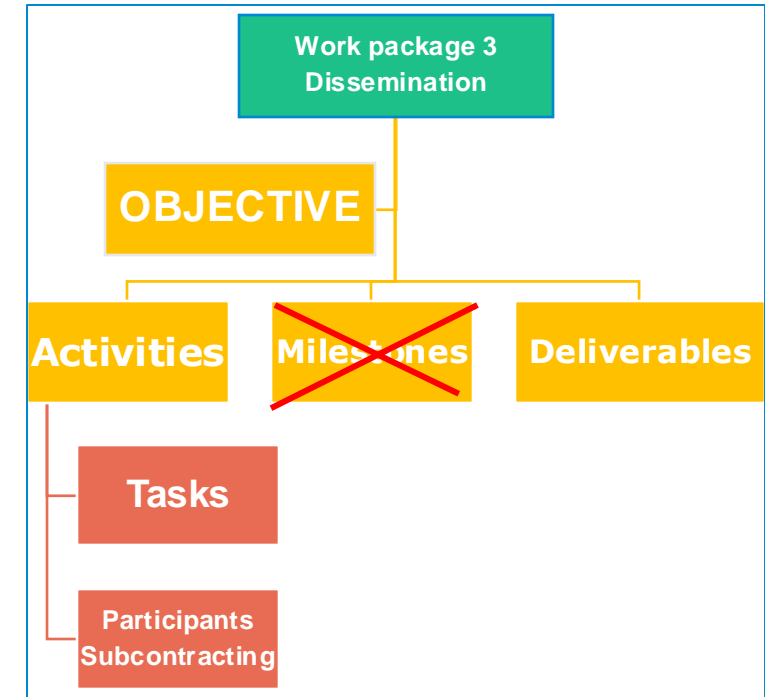 Work package 3
Dissemination
OBJECTIVE
Activities
Milestones
Deliverables
Tasks
Participants
Subcontracting